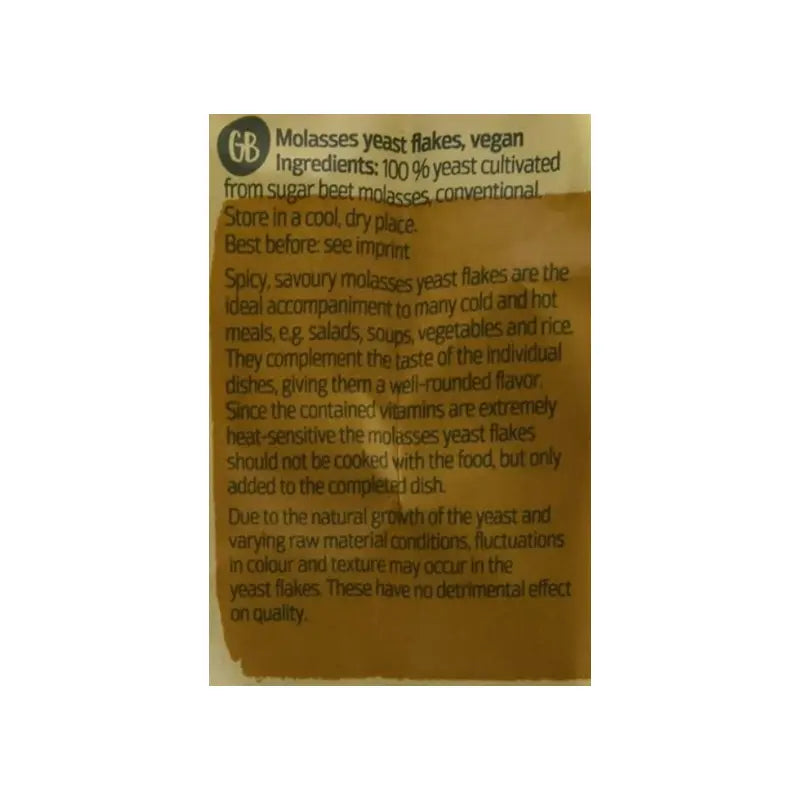 GB Molasses yeast flakes, vegan
Ingredients: 100 % yeast cultivated
from sugar beet molasses, conventional.
Store in a cool, dry place.
Best before: see imprint
Spicy, savoury molasses yeast flakes are the
ideal accompaniment to many cold and hot
meals, e.g. salads, soups, vegetables and rice.
They complement the taste of the individual
dishes, giving them a well-rounded flavor.
Since the contained vitamins are extremely
heat-sensitive the molasses yeast flakes
should not be cooked with the food, but only
added to the completed dish.
Due to the natural growth of the yeast and
varying raw material conditions, fluctuations
in colour and texture may occur in the
yeast flakes. These have no detrimental effect
on quality.